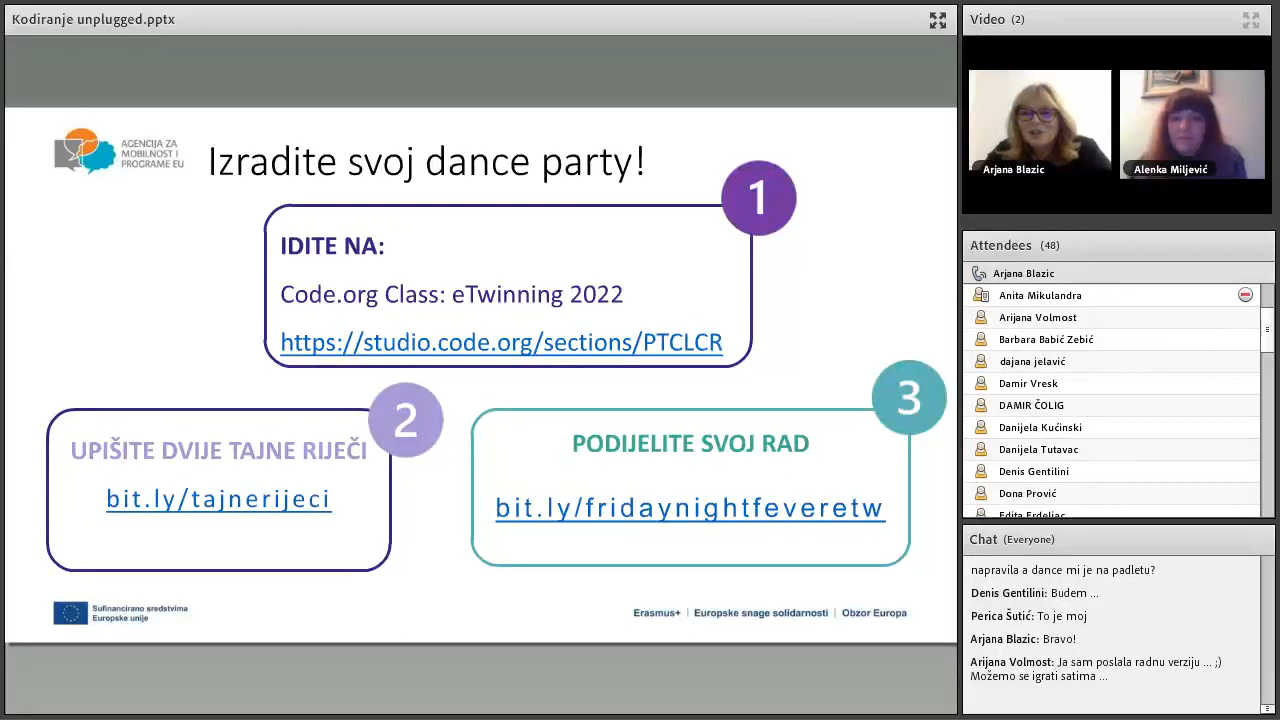 Kodiranje unplugged.pptx
AGENCIJA ZA
MOBILNOST I
PROGRAME EU
Izradite svoj dance party!
1
IDITE NA:
Code.org Class: eTwinning 2022
https://studio.code.org/sections/PTCLCR
2
UPIŠITE DVIJE TAJNE RIJEČI
bit.ly/tajnerijeci
3
PODIJELITE SVOJ RAD
bit.ly/fridaynightfeveretw
Sufinancirano sredstvima
Europske unije
Erasmus+ | Europske snage solidarnosti | Obzor Europa
Video (2)
Arjana Blazic
Alenka Miljević
Attendees (48)
Arjana Blazic
Anita Mikulandra
Arijana Volmost
Barbara Babić Zebić
dajana jelavić
Damir Vresk
DAMIR ČOLIG
Danijela Kućinski
Danijela Tutavac
Denis Gentilini
Dona Prović
Edita Erdeljac
Chat (Everyone)
napravila a dance mi je na padletu?
Denis Gentilini: Budem ...
Perica Šutić: To je moj
Arjana Blazic: Bravo!
Arijana Volmost: Ja sam poslala radnu verziju ... ;)
Možemo se igrati satima ...